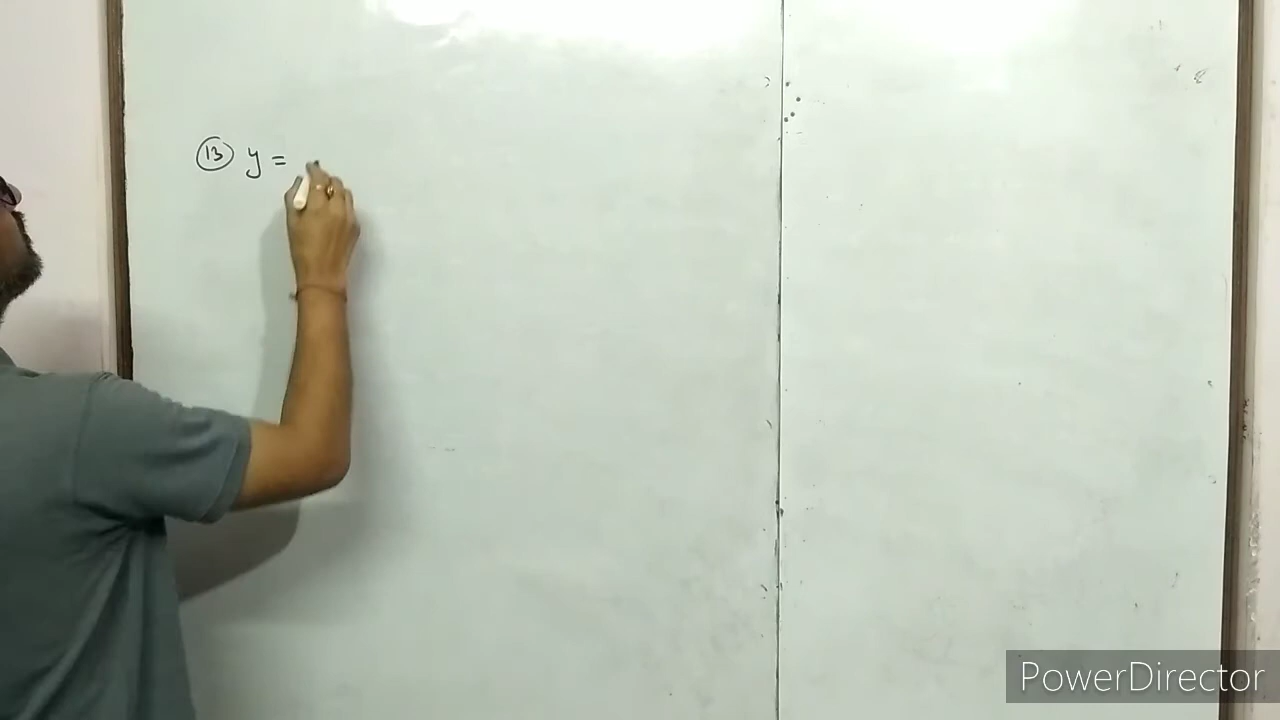 ⑬ y =
PowerDirector